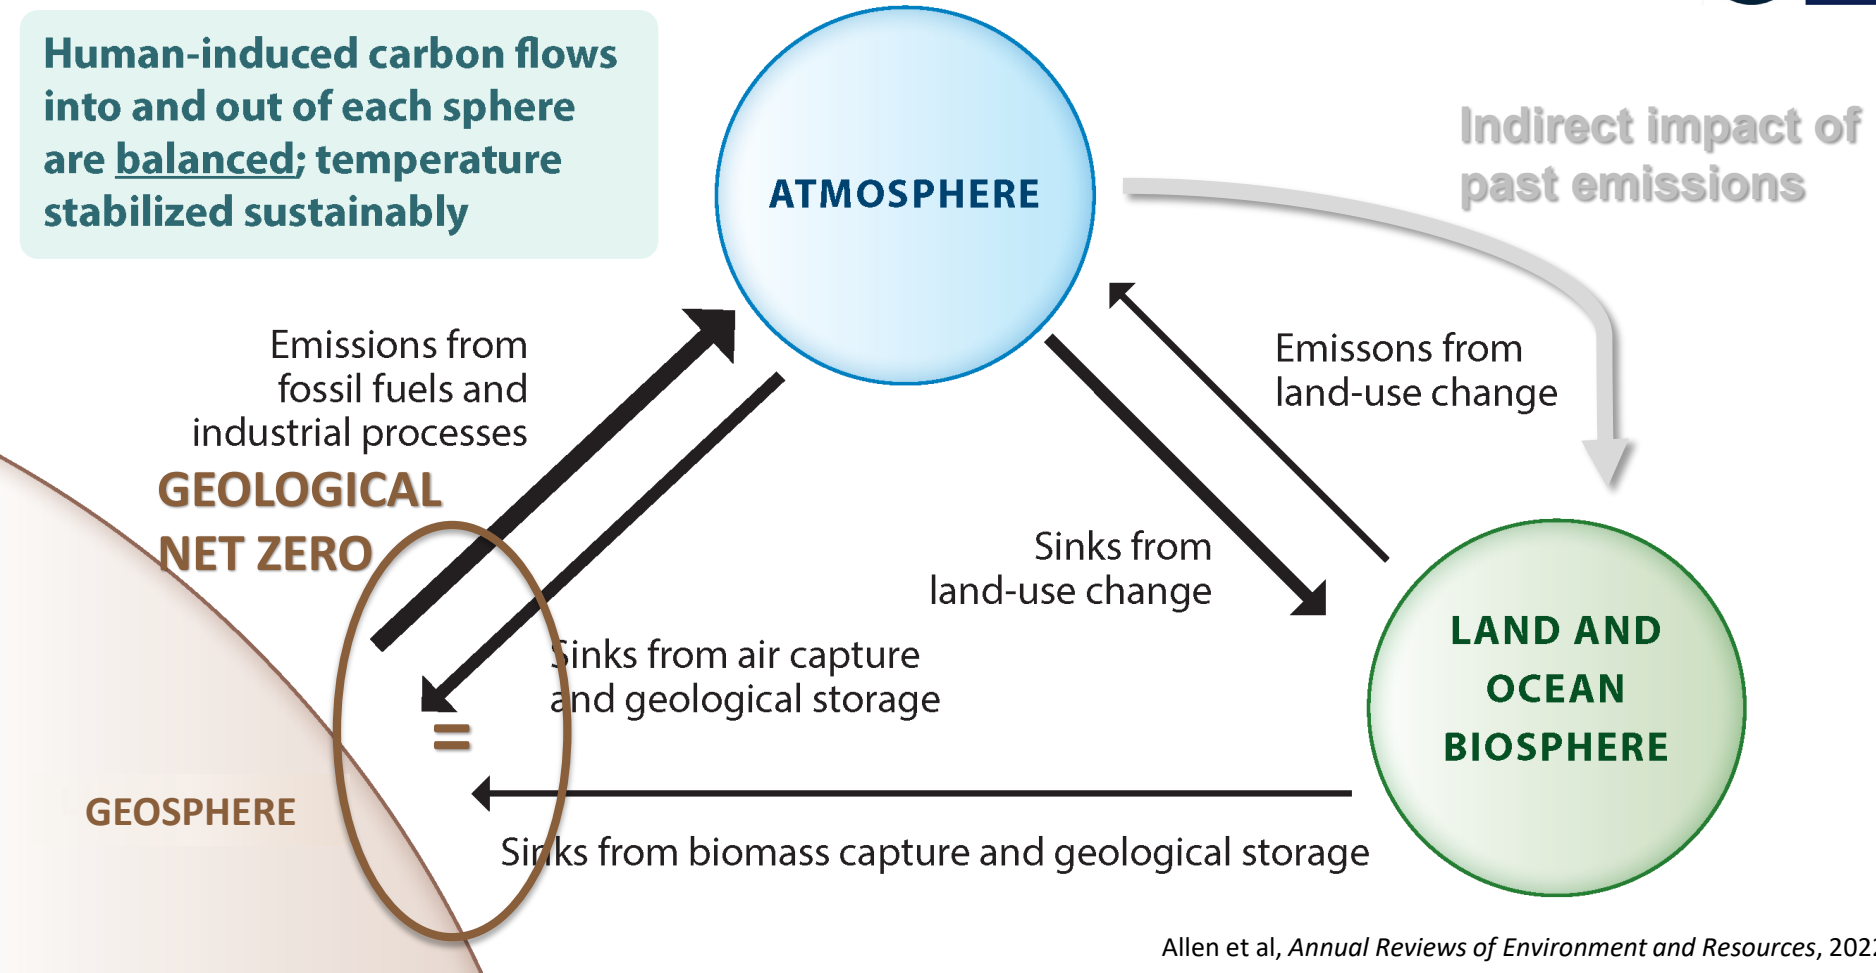 Human-induced carbon flows
into and out of each sphere
are balanced; temperature
stabilized sustainably
ATMOSPHERE
Indirect impact of
past emissions
Emissions from
fossil fuels and
industrial processes
Emissons from
land-use change
GEOLOGICAL
NET ZERO
Sinks from
land-use change
Sinks from air capture
and geological storage
=
LAND AND
OCEAN
BIOSPHERE
GEOSPHERE
Sinks from biomass capture and geological storage
Allen et al, Annual Reviews of Environment and Resources,